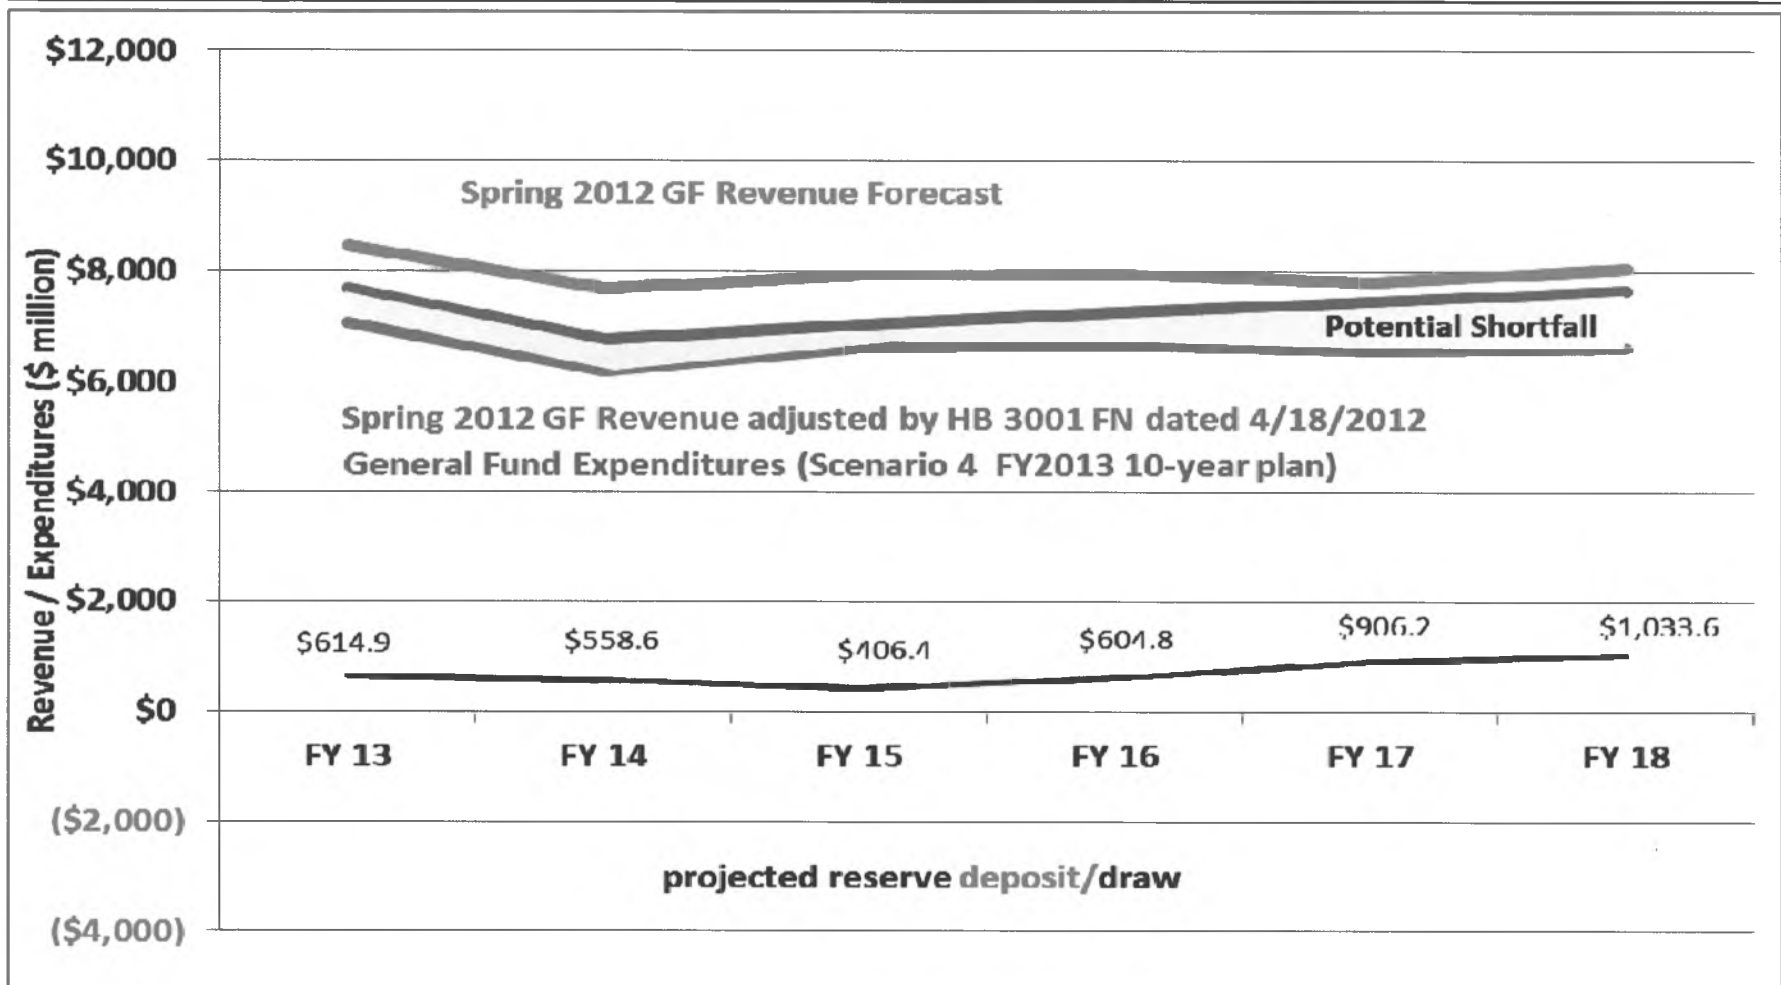 $12,000
$10,000
Spring 2012 GF Revenue Forecast
$8,000
Potential Shortfall
$6,000
Spring 2012 GF Revenue adjusted by HB 3001 FN dated 4/18/2012
General Fund Expenditures (Scenario 4 FY2013 10-year plan)
$4,000
Revenue / Expenditures ($ million)
$2,000
$614.9
$558.6
$406.4
$604.8
$906.2
$1,033.6
$0
FY 13
FY 14
FY 15
FY 16
FY 17
FY 18
($2,000)
projected reserve deposit/draw
($4,000)